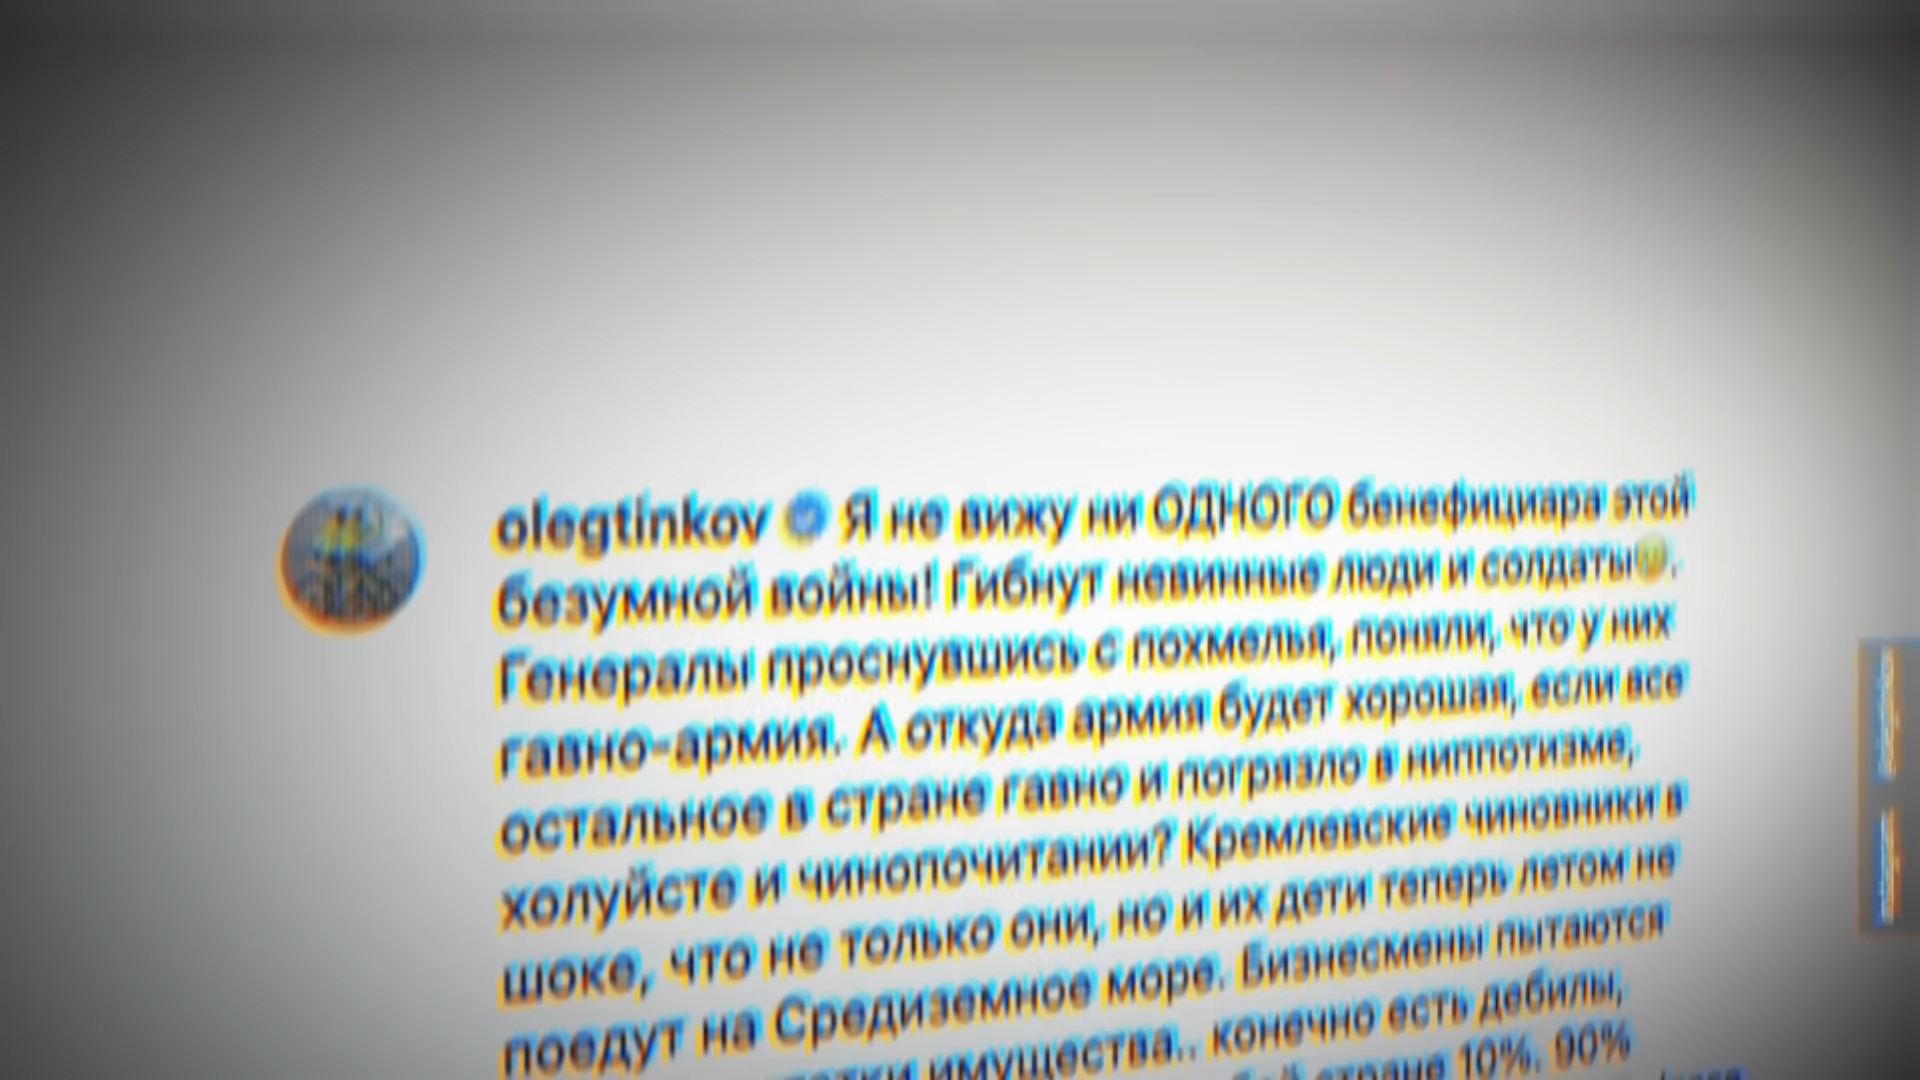 olegtinkov Я не вижу ни ОДНОГО бенефициара этой
безумной войны! Гибнут невинные люди и солдаты.
Генералы проснувшись с похмелья, поняли, что у них
гавно-армия. А откуда армия будет хорошая, если все
остальное в стране гавно и погрязло в ниппотизме,
холуйсте и чинопочитании? Кремлевские чиновники в
шоке, что не только они, но и их дети теперь летом не
поедут на Средиземное море. Бизнесмены пытаются
имущества.. конечно есть дебилы,
стране 10%. 90%